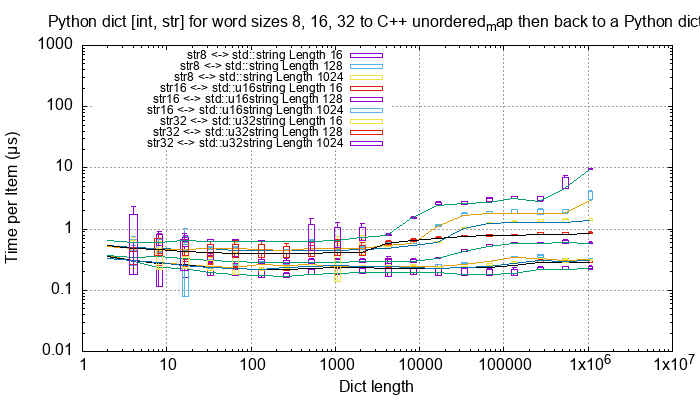 Python dict [int, str] for word sizes 8, 16, 32 to C++ unordered_map then back to a Python dict
1000
100
10
1
0.1
0.01
Time per Item (µs)
str8 <-> std::string Length 16
str8 <-> std::string Length 128
str8 <-> std::string Length 1024
str16 <-> std::u16string Length 16
str16 <-> std::u16string Length 128
str16 <-> std::u16string Length 1024
str32 <-> std::u32string Length 16
str32 <-> std::u32string Length 128
str32 <-> std::u32string Length 1024
1 10 100 1000 10000 100000 1x10⁶ 1x10⁷
Dict length